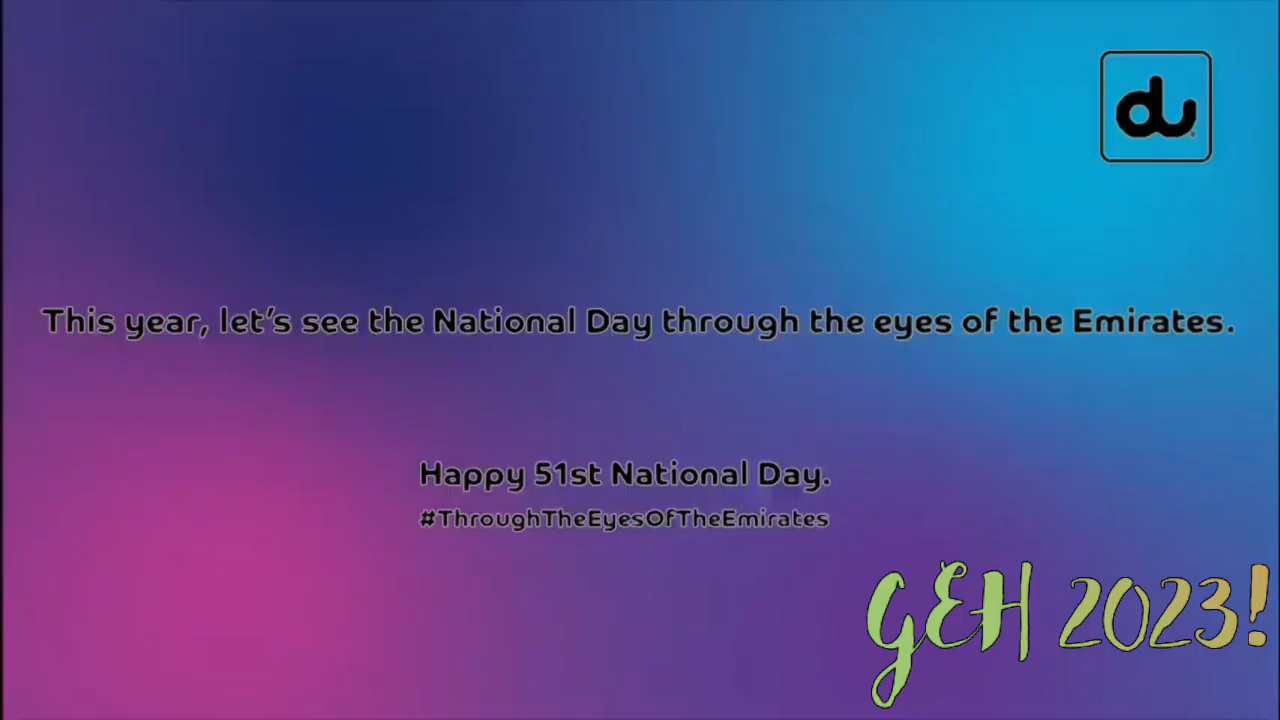 du
This year, let's see the National Day through the eyes of the Emirates.
Happy 51st National Day.
#ThroughTheEyesOfTheEmirates
GEH 2023!